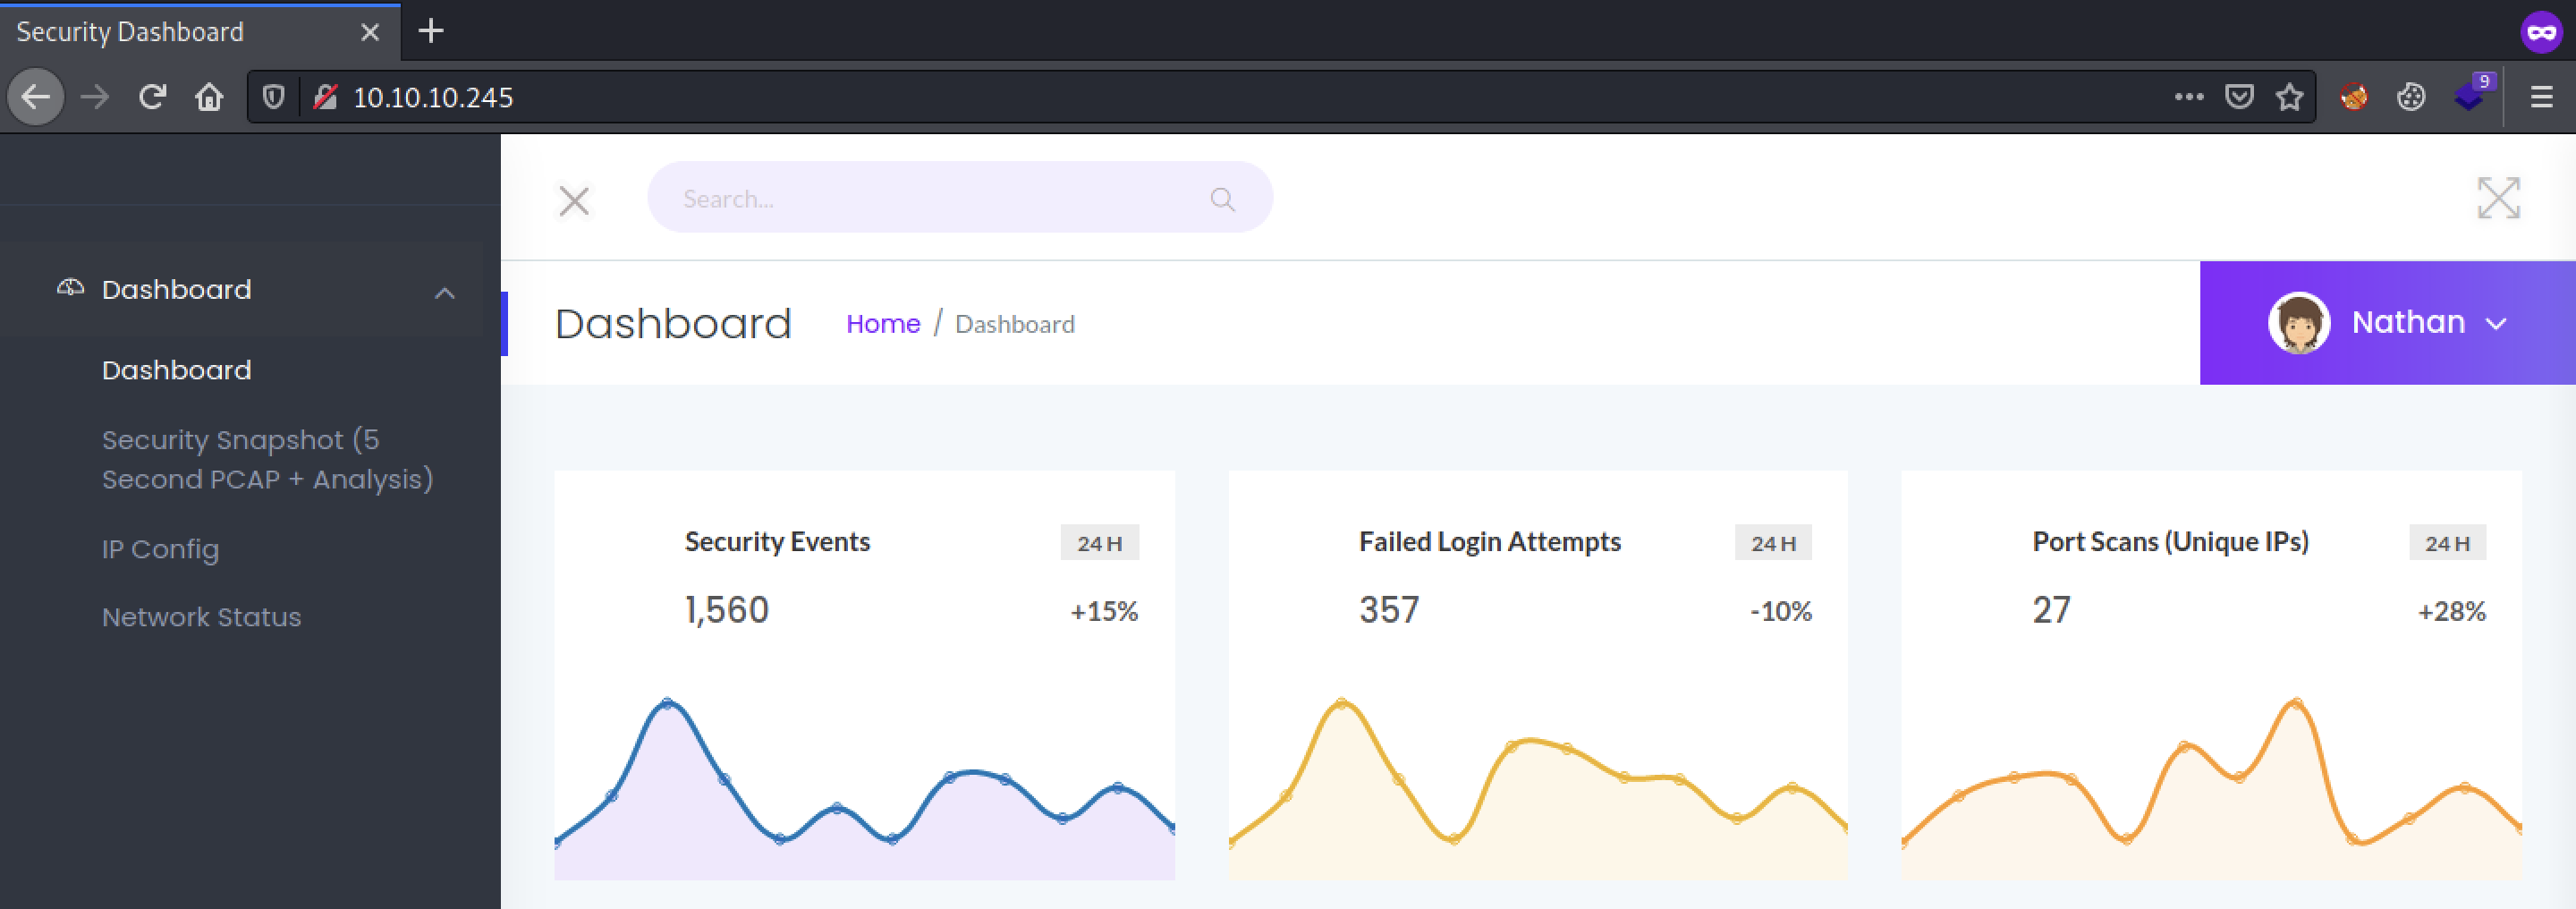 Security Dashboard
10.10.10.245
9
Search...
Dashboard
Dashboard
Security Snapshot (5
Second PCAP + Analysis)
IP Config
Network Status
Dashboard
Home / Dashboard
Nathan
Security Events
24 H
1,560
+15%
Failed Login Attempts
24 H
357
-10%
Port Scans (Unique IPs)
24 H
27
+28%